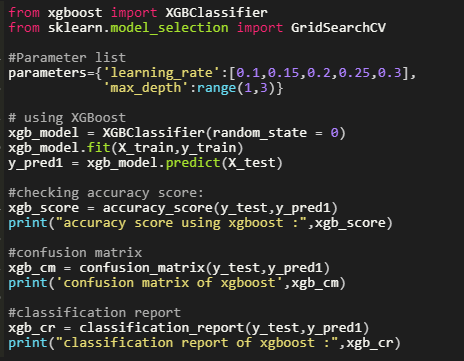 from xgboost import XGBClassifier
from sklearn.model_selection import GridSearchCV
#Parameter list
parameters={'learning_rate':[0.1,0.15,0.2,0.25,0.3],
'max_depth':range(1,3)}
# using XGBoost
xgb_model = XGBClassifier(random_state = 0)
xgb_model.fit(X_train,y_train)
y_pred1 = xgb_model.predict(X_test)
#checking accuracy score:
xgb_score = accuracy_score(y_test,y_pred1)
print("accuracy score using xgboost :",xgb_score)
#confusion matrix
xgb_cm = confusion_matrix(y_test,y_pred1)
print('confusion matrix of xgboost',xgb_cm)
#classification report
xgb_cr = classification_report(y_test,y_pred1)
print("classification report of xgboost :",xgb_cr)